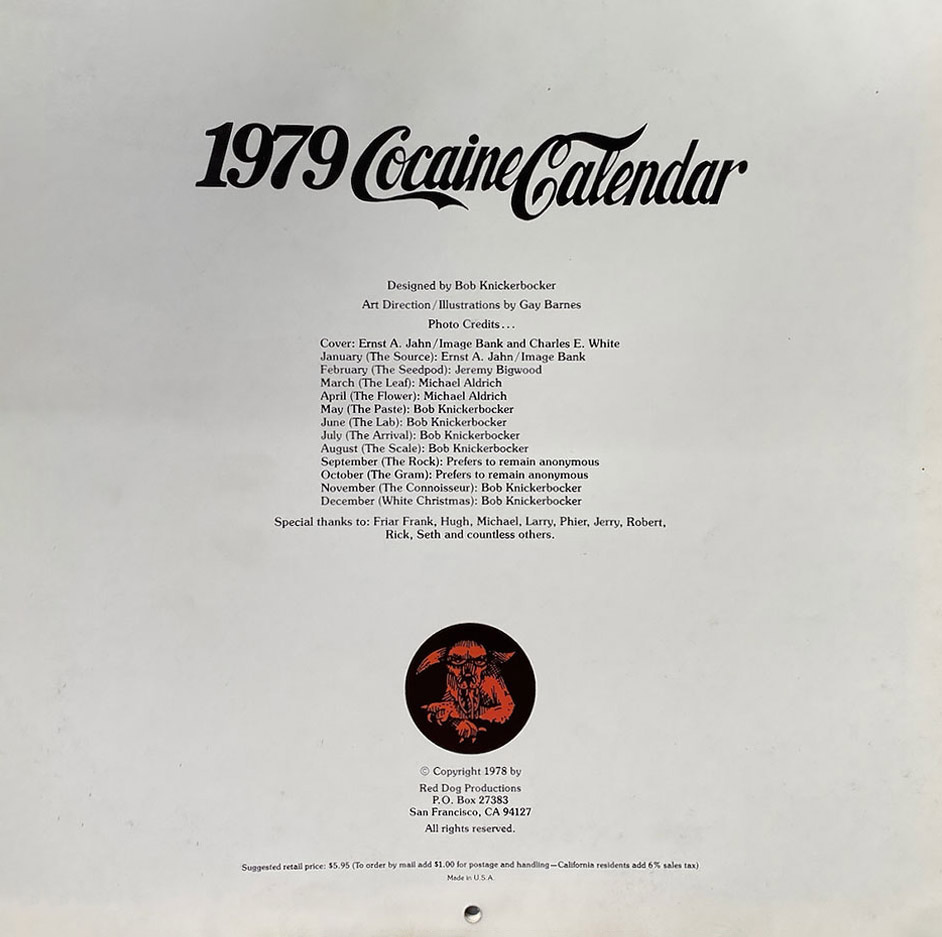 1979 Cocaine Calendar
Designed by Bob Knickerbocker
Art Direction/Illustrations by Gay Barnes
Photo Credits...
Cover: Ernst A. Jahn/Image Bank and Charles E. White
January (The Source): Ernst A. Jahn/Image Bank
February (The Seedpod): Jeremy Bigwood
March (The Leaf): Michael Aldrich
April (The Flower): Michael Aldrich
May (The Paste): Bob Knickerbocker
June (The Lab): Bob Knickerbocker
July (The Arrival): Bob Knickerbocker
August (The Scale): Bob Knickerbocker
September (The Rock): Prefers to remain anonymous
October (The Gram): Prefers to remain anonymous
November (The Connoisseur): Bob Knickerbocker
December (White Christmas): Bob Knickerbocker
Special thanks to: Friar Frank, Hugh, Michael, Larry, Phier, Jerry, Robert,
Rick, Seth and countless others.
© Copyright 1978 by
Red Dog Productions
P.O. Box 27383
San Francisco, CA 94127
All rights reserved.
Suggested retail price: $5.95 (To order by mail add $1.00 for postage and handling—California residents add 6% sales tax)
Made in U.S.A.